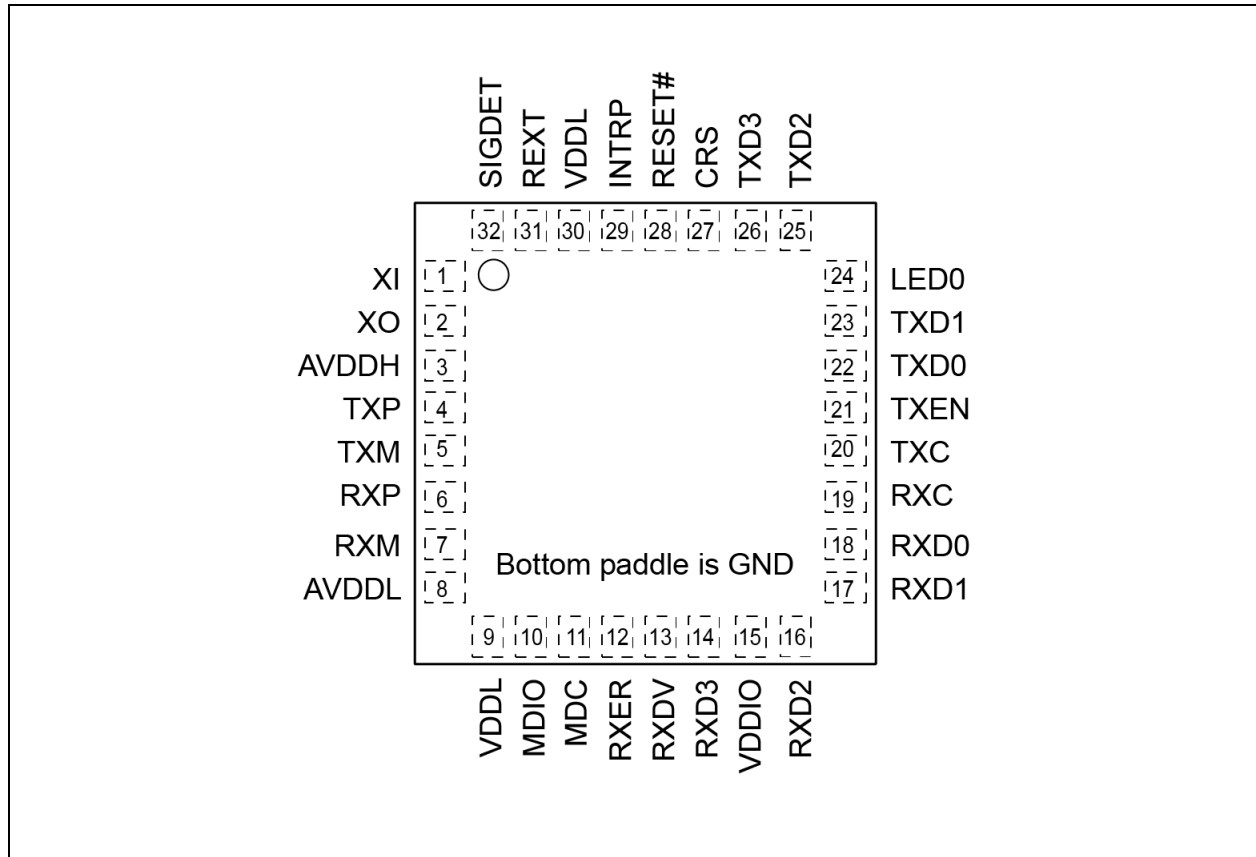 SIGDET
REXT
VDDL
INTRP
RESET#
CRS
TXD3
TXD2
32 31 30 29 28 27 26 25
XI 1 24 LED0
XO 2 23 TXD1
AVDDH 3 22 TXD0
TXP 4 21 TXEN
TXM 5 20 TXC
RXP 6 19 RXC
RXM 7 18 RXD0
Bottom paddle is GND
AVDDL 8 17 RXD1
9 10 11 12 13 14 15 16
VDDL
MDIO
MDC
RXER
RXDV
RXD3
VDDIO
RXD2